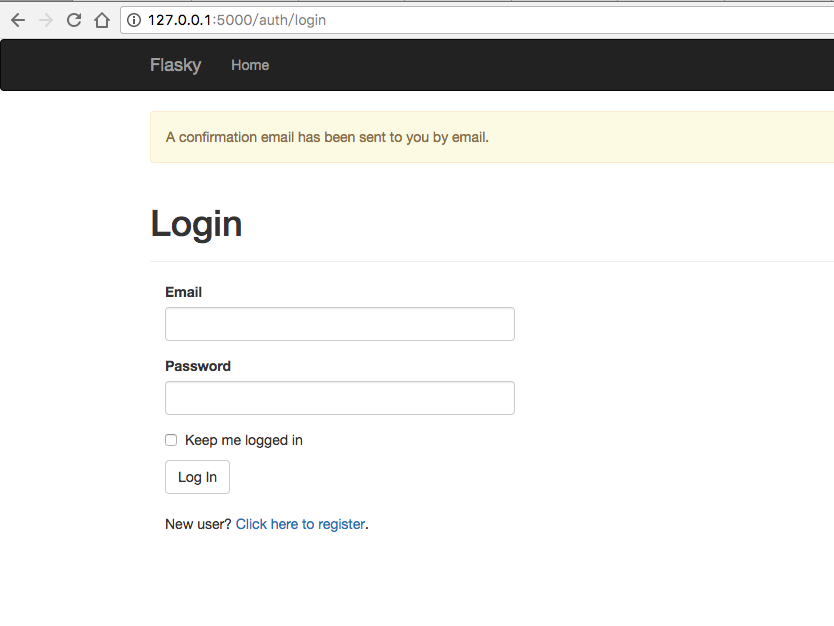 127.0.0.1:5000/auth/login
Flasky Home
A confirmation email has been sent to you by email.
Login
Email
Password
Keep me logged in
Log In
New user? Click here to register.